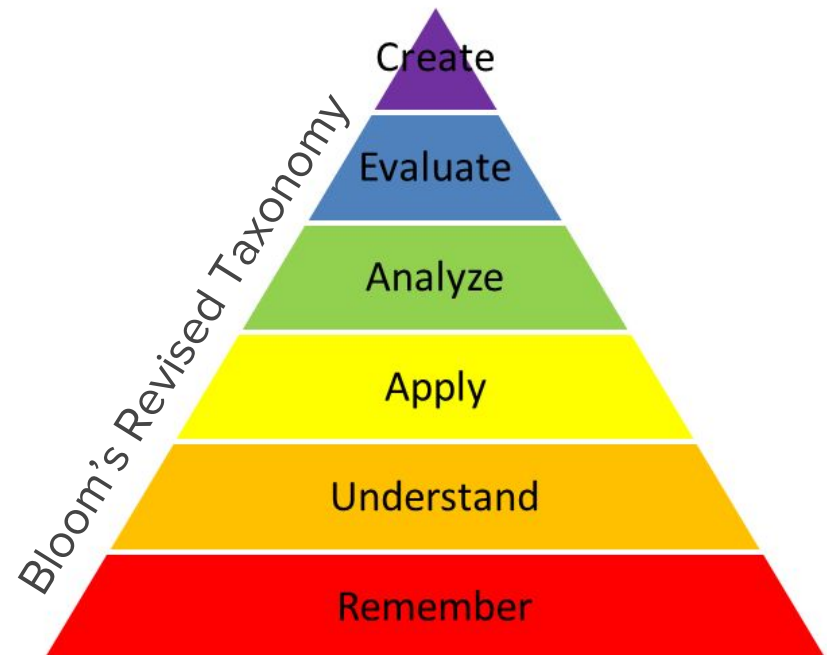 Create
Evaluate
Analyze
Apply
Understand
Remember
Bloom’s Revised Taxonomy